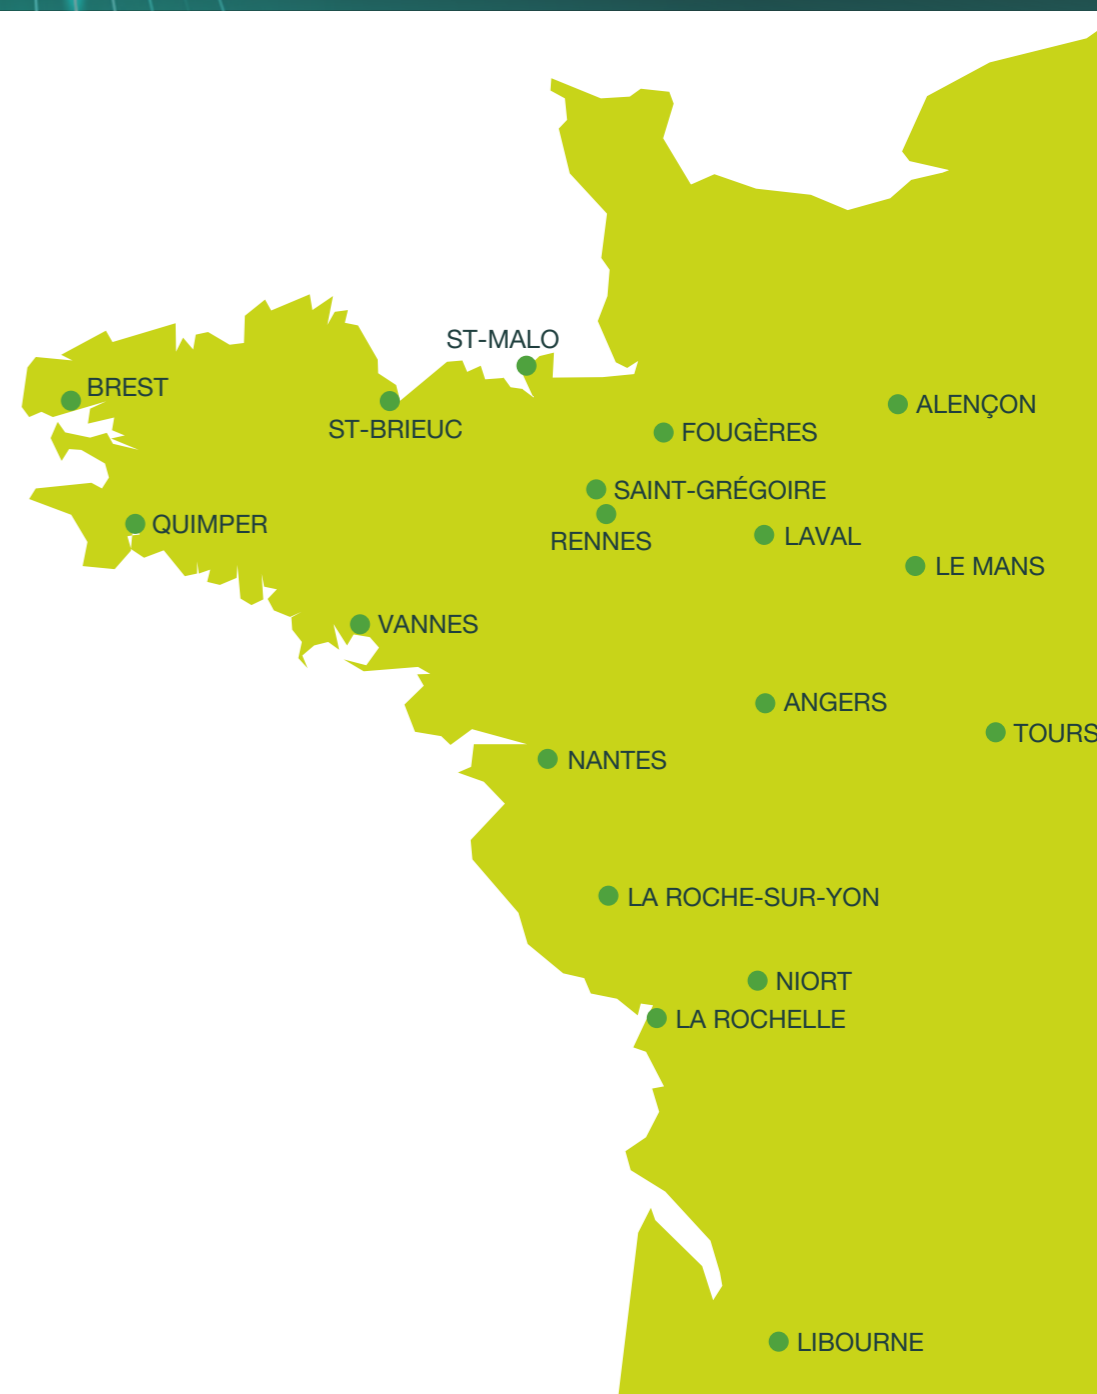 ST-MALO
BREST
ALENÇON
ST-BRIEUC
FOUGÈRES
SAINT-GRÉGOIRE
QUIMPER
RENNES
LAVAL
LE MANS
VANNES
ANGERS
TOURS
NANTES
LA ROCHE-SUR-YON
NIORT
LA ROCHELLE
LIBOURNE